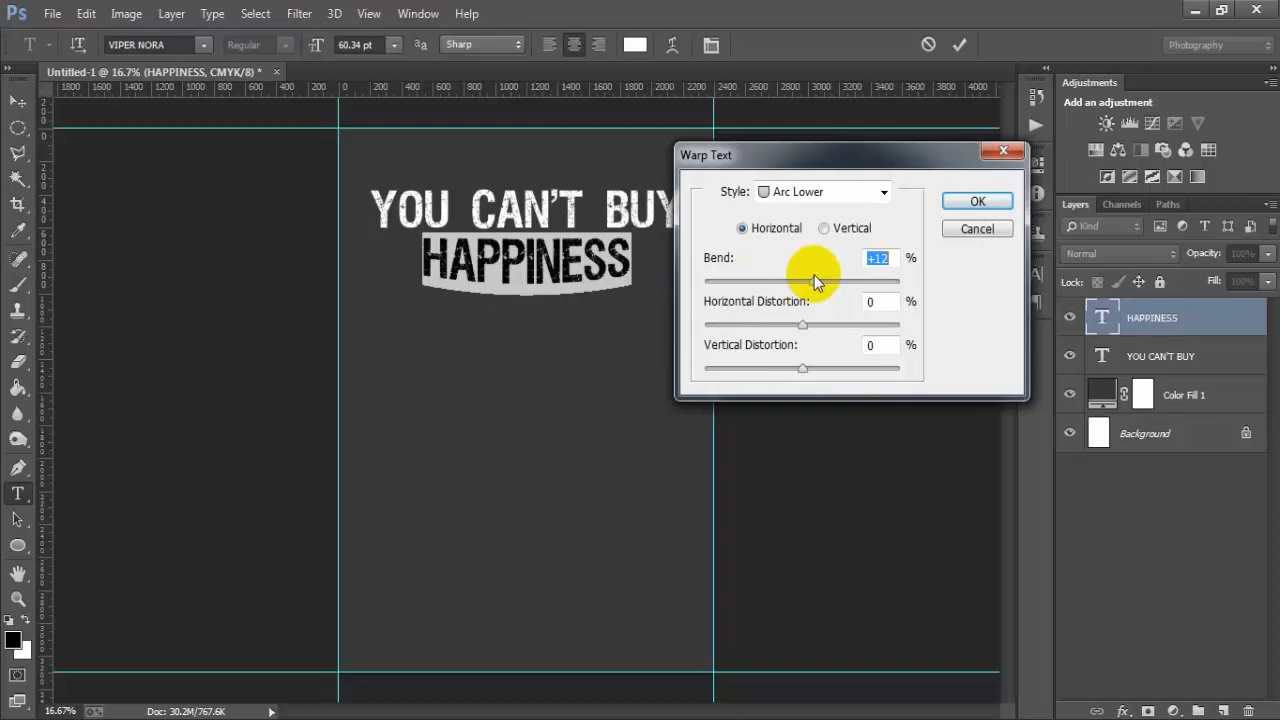 Ps File Edit Image Layer Type Select Filter 3D View Window Help
T VIPER NORA Regular 60.34 pt aa Sharp Photography
Untitled-1 @ 16.7% (HAPPINESS, CMYK/8) * ×
1800 1400 1200 1000 800 600 400 200 0 200 400 600 800 1000 1200 1400 1600 1800 2000 2200 2400 2600 2800 3000 3200 3400 3600 3800 4000
Adjustments
Add an adjustment
Warp Text
Style: Arc Lower
OK
Horizontal Vertical
Cancel
Bend: +12 %
Horizontal Distortion: 0 %
Vertical Distortion: 0 %
YOU CAN'T BUY
HAPPINESS
Layers Channels Paths
Kind
Normal Opacity: 100%
Lock: Fill: 100%
T HAPPINESS
T YOU CAN'T BUY
Color Fill 1
Background
16.67% Doc: 30.2M/767.6K